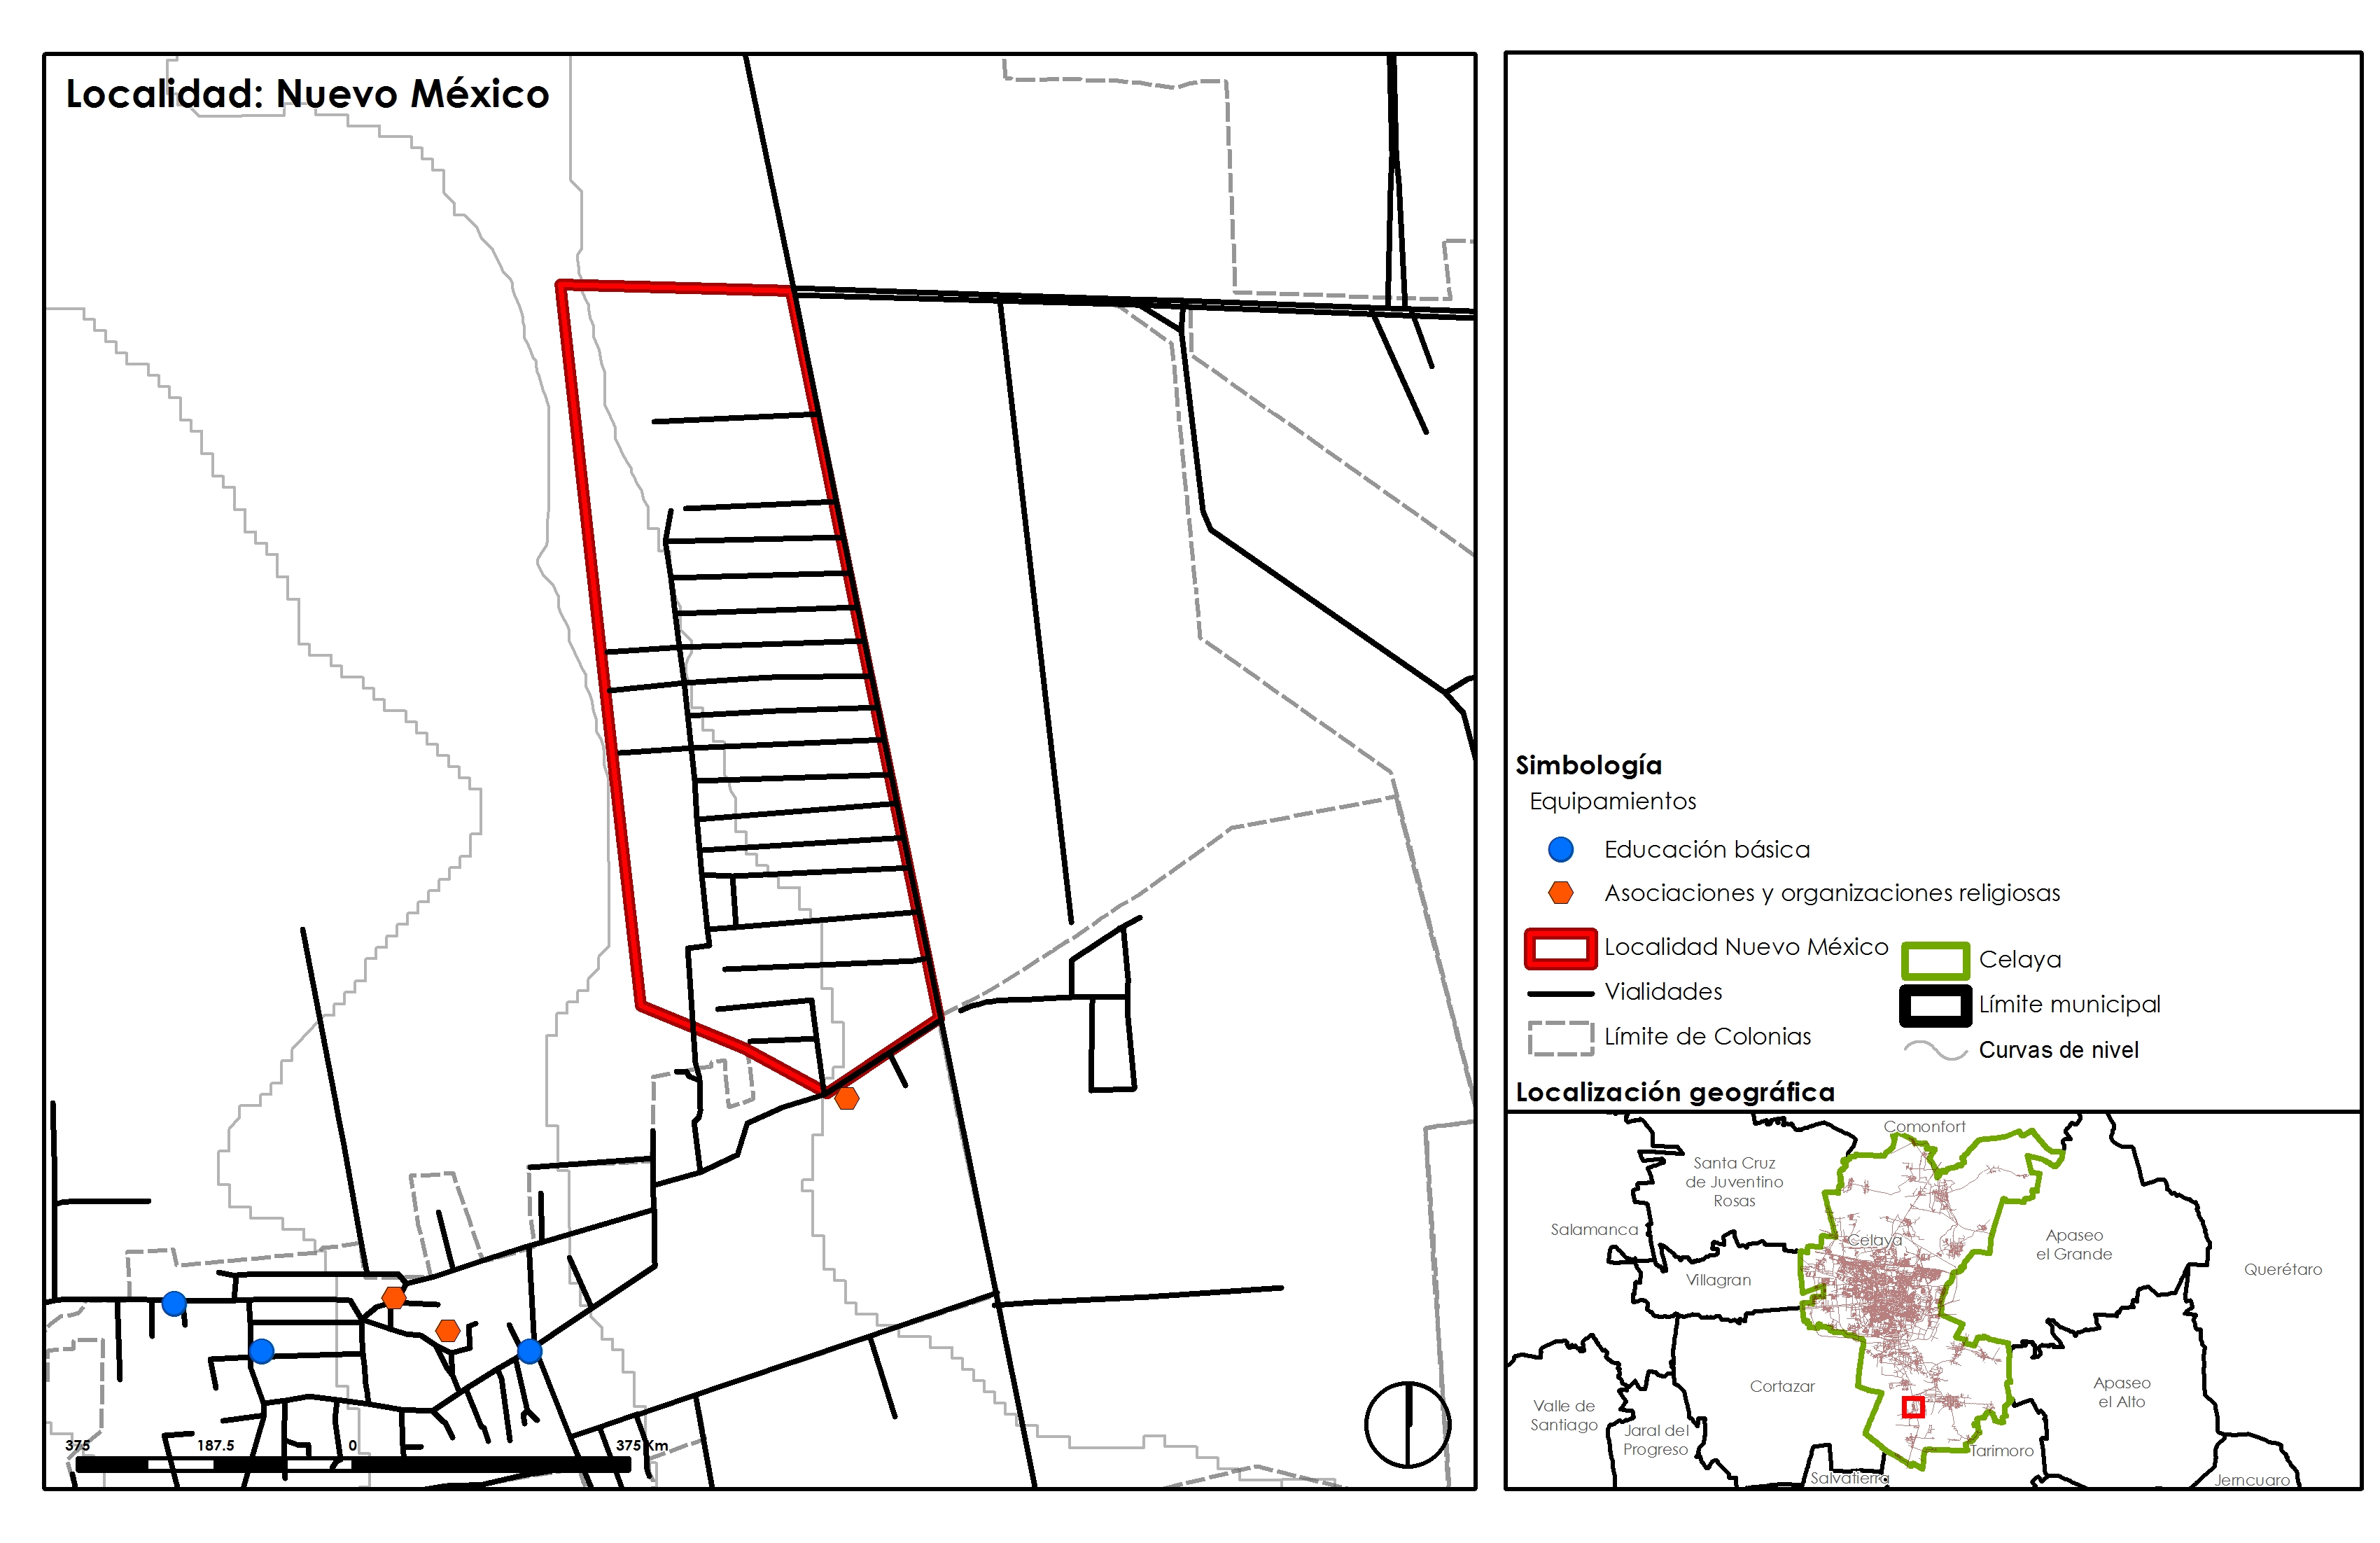 Localidad: Nuevo México
375 187.5 0 375 Km
Simbología
Equipamientos
Educación básica
Asociaciones y organizaciones religiosas
Localidad Nuevo México
Vialidades
Límite de Colonias
Celaya
Límite municipal
Curvas de nivel
Localización geográfica
Comonfort
Santa Cruz
de Juventino
Rosas
Salamanca
Celaya
Apaseo
el Grande
Villagran
Querétaro
Cortazar
Apaseo
el Alto
Valle de
Santiago
Jaral del
Progreso
Tarimoro
Salvatierra
Jerncuaro